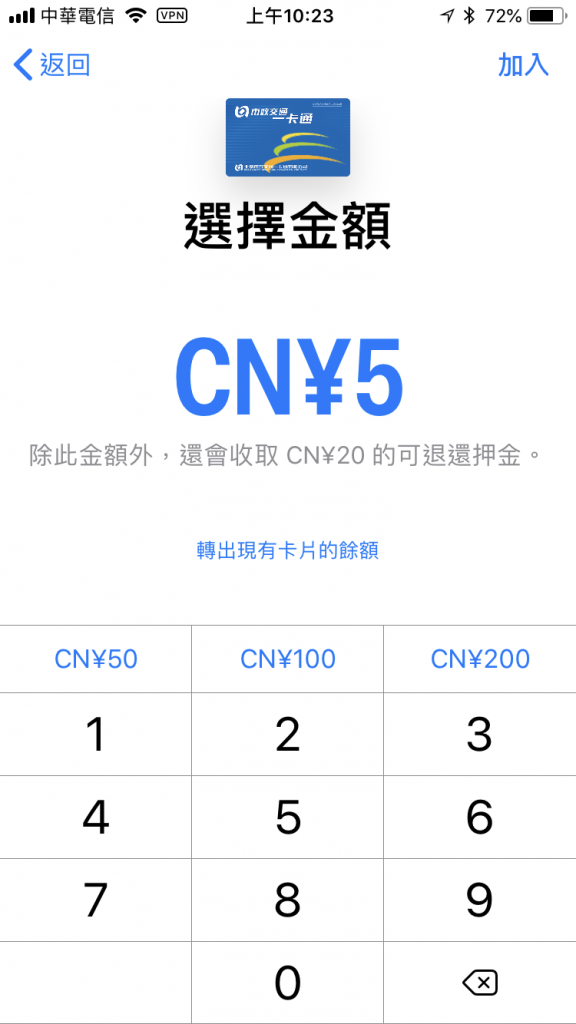 中華電信 VPN 上午10:23 72%
返回 加入
市政交通
一卡通
選擇金額
CN¥5
除此金額外，還會收取 CN¥20 的可退還押金。
轉出現有卡片的餘額
CN¥50 CN¥100 CN¥200
1 2 3
4 5 6
7 8 9
0